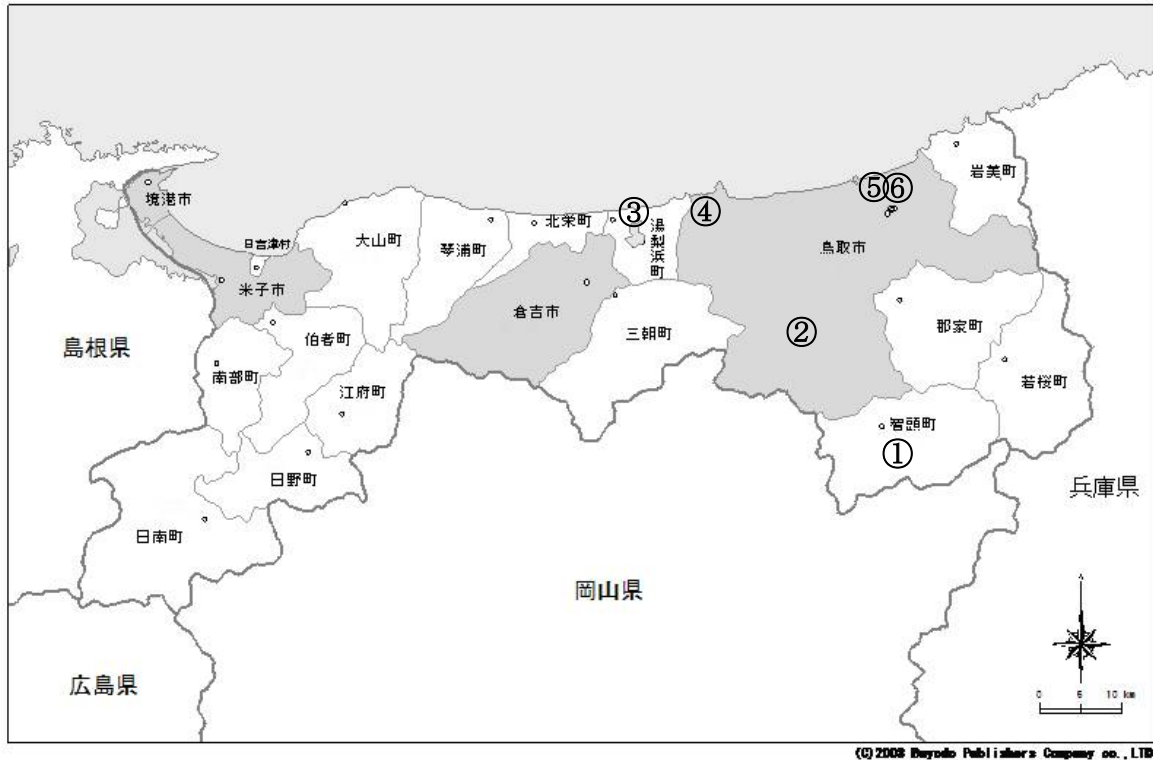 岩美町
⑤⑥
境港市
③
④
北栄町
湯梨浜町
大山町
琴浦町
日吉津村
鳥取市
米子市
倉吉市
三朝町
②
郡家町
伯耆町
島根県
南部町
若桜町
江府町
智頭町
①
日野町
兵庫県
日南町
岡山県
広島県
0 5 10 km
(C)2003 Publishers Company co.,LTD